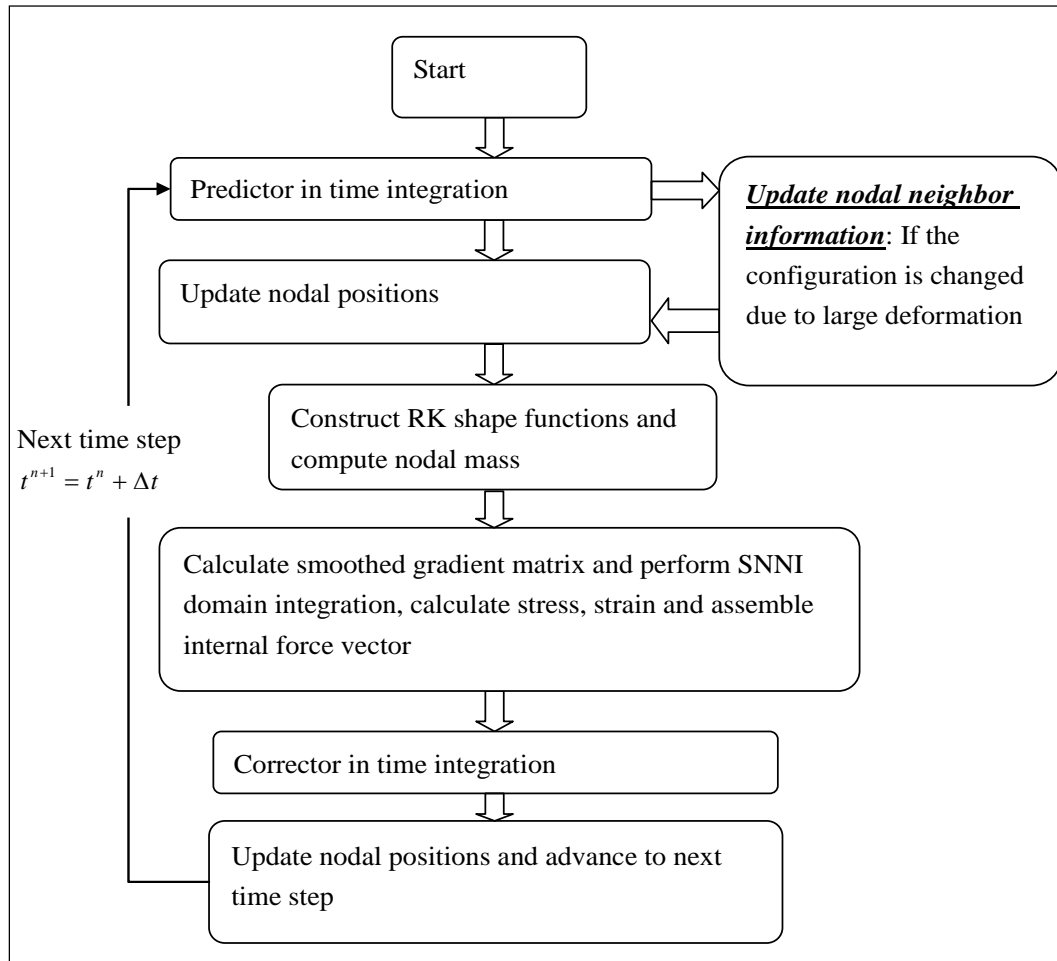 Start
Predictor in time integration
Update nodal neighbor
information: If the
configuration is changed
due to large deformation
Update nodal positions
Construct RK shape functions and
compute nodal mass
Next time step
t^{n+1} = t^n + Δt
Calculate smoothed gradient matrix and perform SNNI
domain integration, calculate stress, strain and assemble
internal force vector
Corrector in time integration
Update nodal positions and advance to next
time step